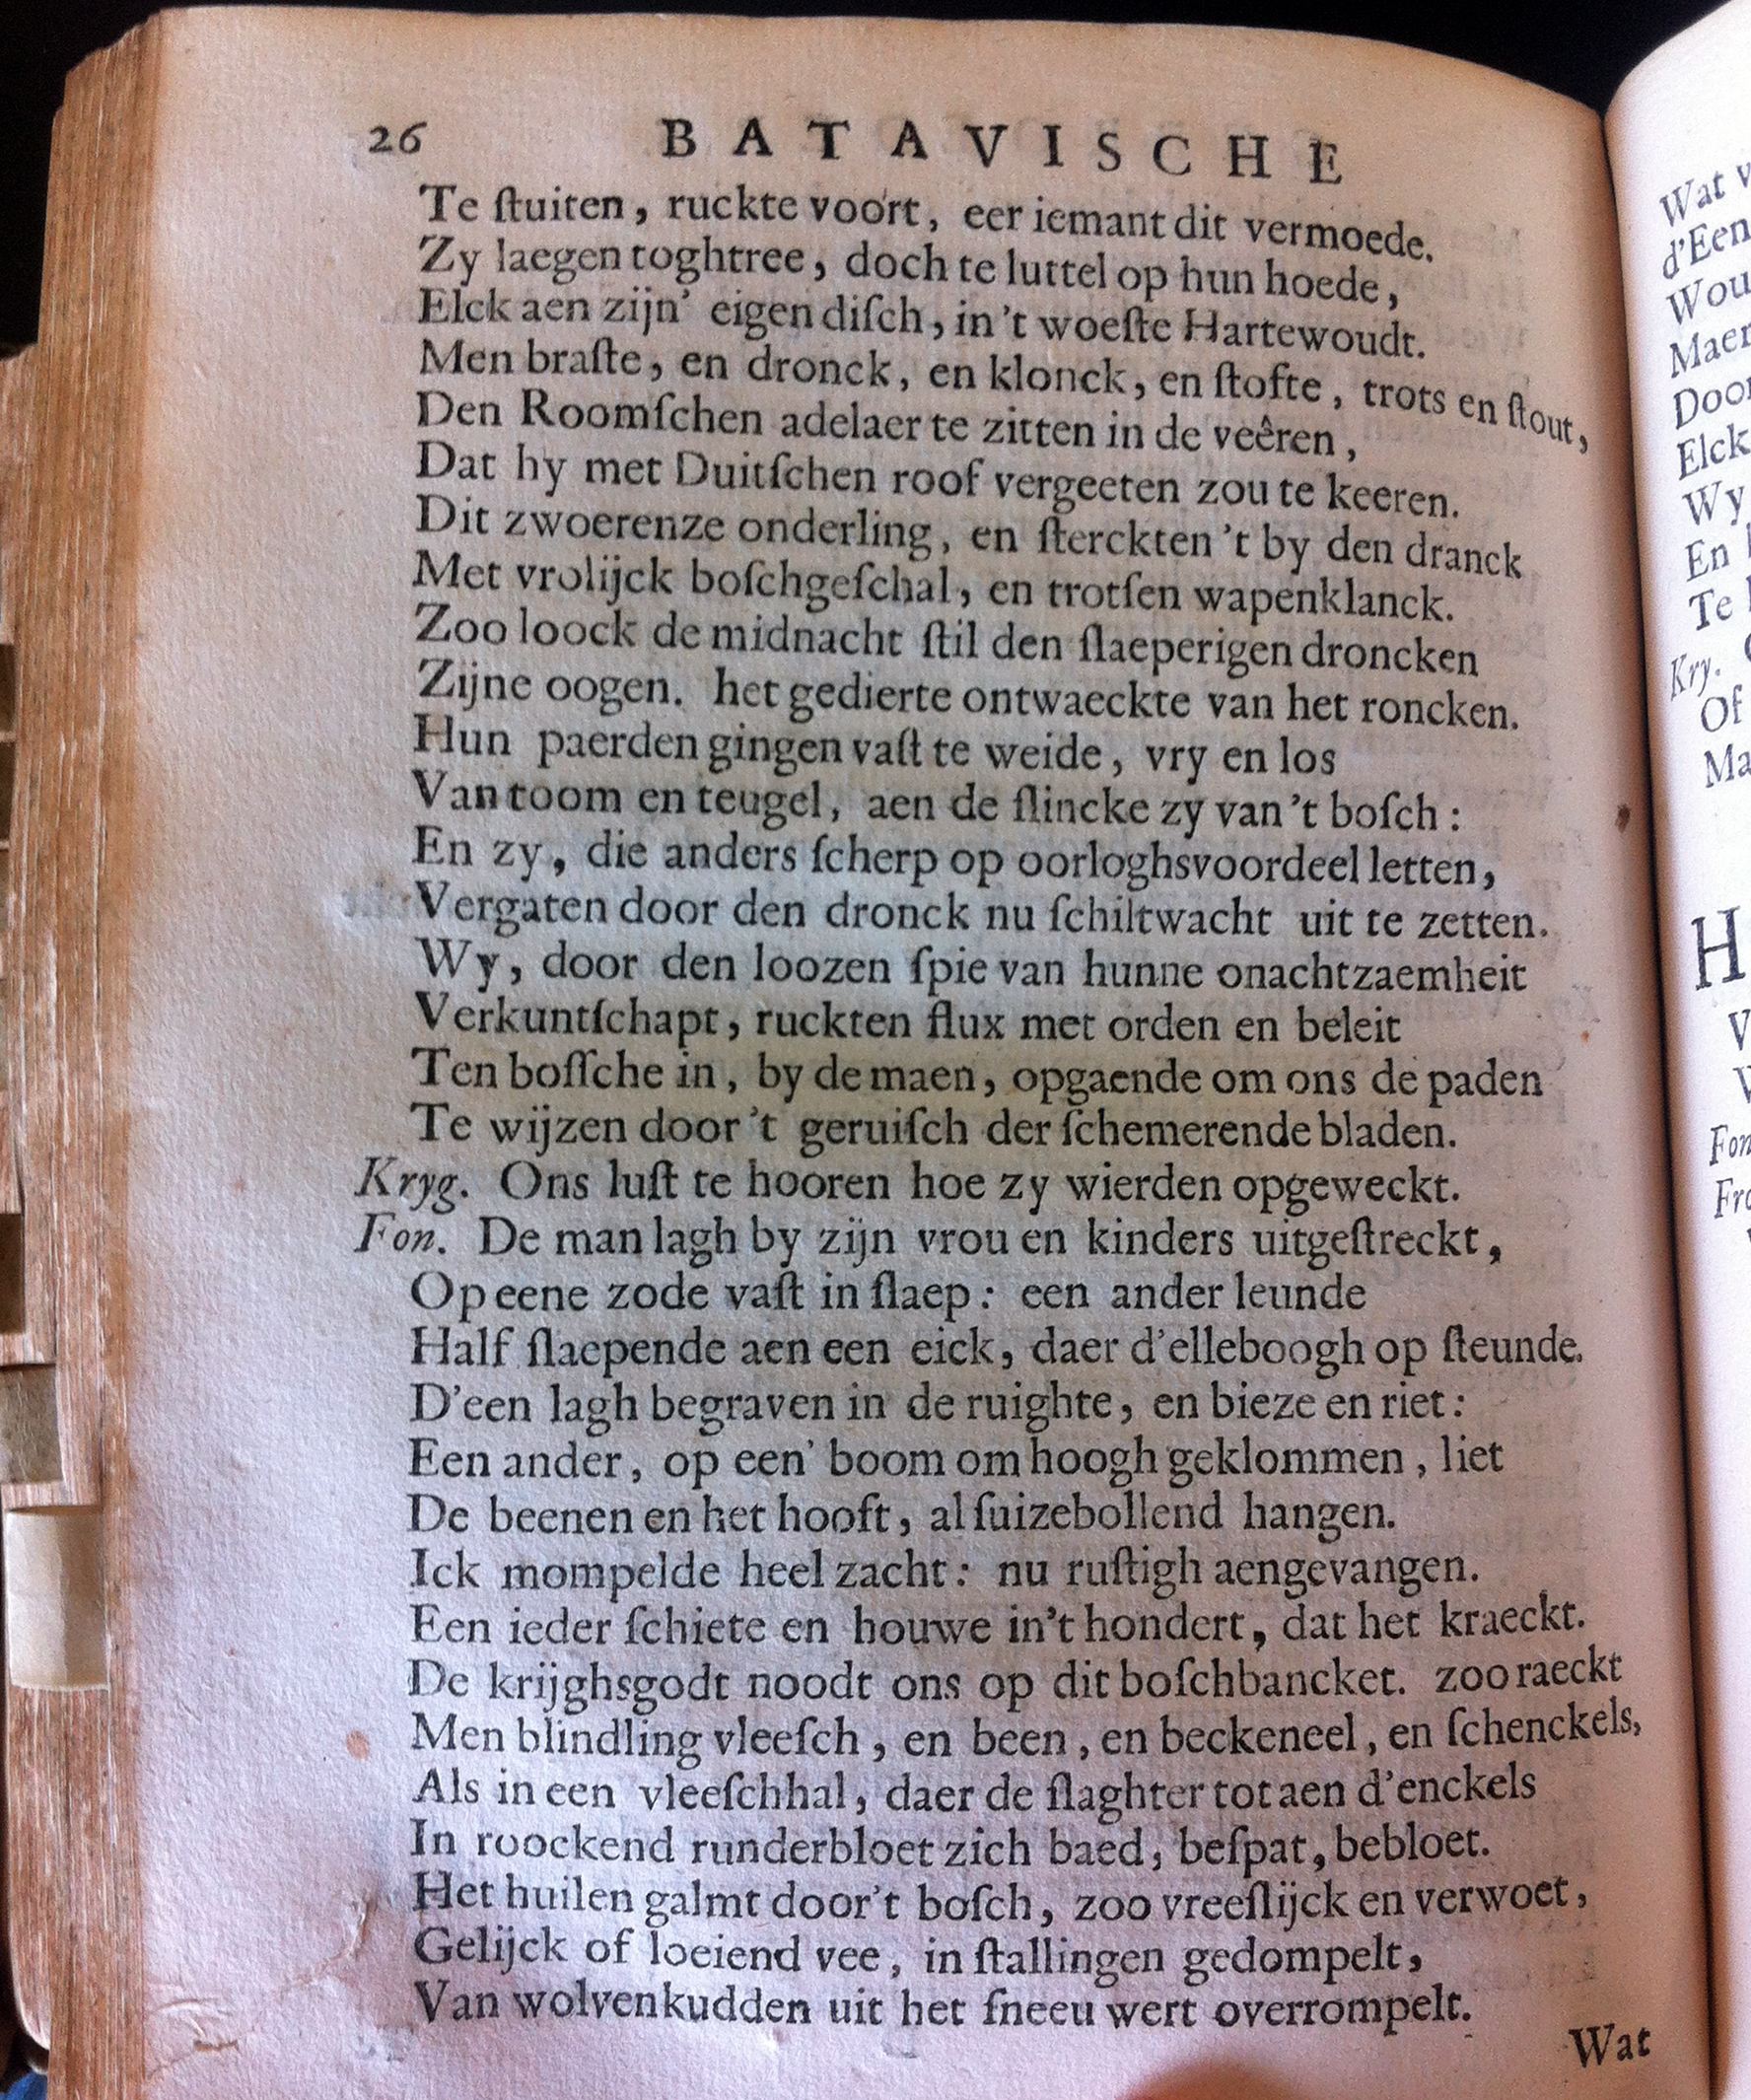 26 BATAVISCHE
Te ſtuiten, ruckte voort, eer iemant dit vermoede.
Zy laegen toghtree, doch te luttel op hun hoede,
Elck aen zijn' eigen diſch, in 't woeſte Hartewoudt.
Men braſte, en dronck, en klonck, en ſtofte, trots en ſtout,
Den Roomſchen adelaer te zitten in de veêren,
Dat hy met Duitſchen roof vergeeten zou te keeren.
Dit zwoerenze onderling, en ſterckten 't by den dranck
Met vrolijck boſchgeſchal, en trotſen wapenklanck.
Zoo loock de midnacht ſtil den ſlaeperigen droncken
Zijne oogen. het gedierte ontwaeckte van het roncken.
Hun paerden gingen vaſt te weide, vry en los
Van toom en teugel, aen de ſlincke zy van 't boſch:
En zy, die anders ſcherp op oorloghsvoordeel letten,
Vergaten door den dronck nu ſchiltwacht uit te zetten.
Wy, door den loozen ſpie van hunne onachtzaemheit
Verkuntſchapt, ruckten flux met orden en beleit
Ten boſſche in, by de maen, opgaende om ons de paden
Te wijzen door 't geruiſch der ſchemerende bladen.
Kryg. Ons luſt te hooren hoe zy wierden opgeweckt.
Fon. De man lagh by zijn vrou en kinders uitgeſtreckt,
Op eene zode vaſt in ſlaep: een ander leunde
Half ſlaepende aen een eick, daer d'elleboogh op ſteunde.
D'een lagh begraven in de ruighte, en bieze en riet:
Een ander, op een' boom om hoogh geklommen, liet
De beenen en het hooft, al ſuizebollend hangen.
Ick mompelde heel zacht: nu ruſtigh aengevangen.
Een ieder ſchiete en houwe in't hondert, dat het kraeckt.
De krijghsgodt noodt ons op dit boſchbancket. zoo raeckt
Men blindling vleeſch, en been, en beckeneel, en ſchenckels,
Als in een vleeſchhal, daer de ſlaghter tot aen d'enckels
In roockend runderbloet zich baed, beſpat, bebloet.
Het huilen galmt door't boſch, zoo vreeſlijck en verwoet,
Gelijck of loeiend vee, in ſtallingen gedompelt,
Van wolvenkudden uit het ſneeu wert overrompelt.
Wat
Wat
d'Een
Maer
Door
Elck
Wy
En
Te
Kry.
Of